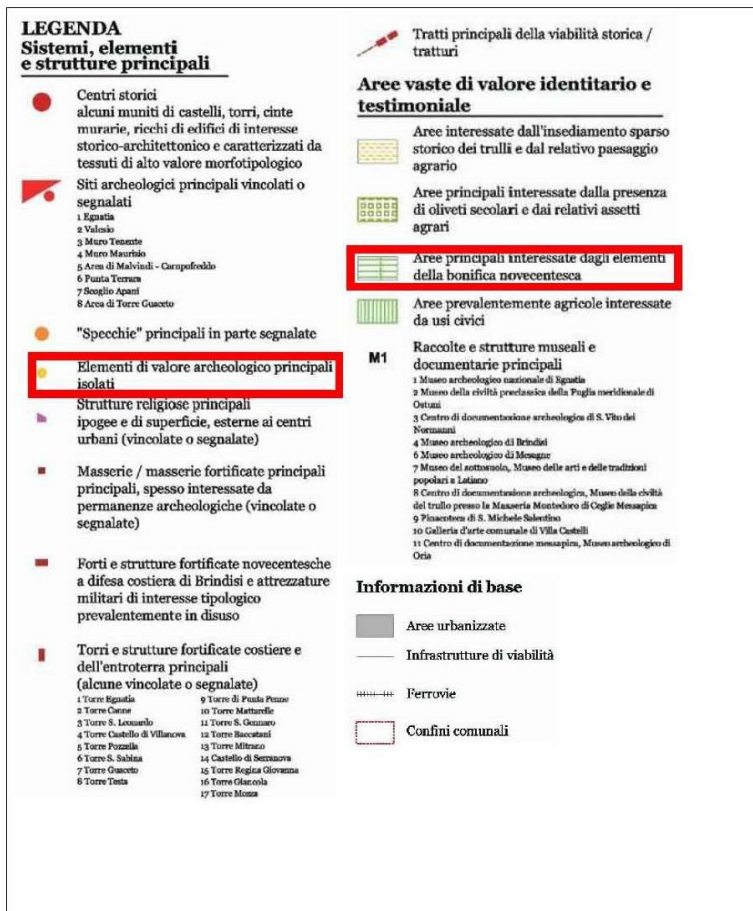 LEGENDA
Sistemi, elementi
e strutture principali
Centri storici
alcuni muniti di castelli, torri, cinte
murarie, ricchi di edifici di interesse
storico-architettonico e caratterizzati da
tessuti di alto valore morfotipologico
Siti archeologici principali vincolati o
segnalati
1 Egnatia
2 Valesio
3 Muro Tenente
4 Muro Maurizio
5 Area di Malvindi - Campofreddo
6 Punta Terrare
7 Scoglio Apani
8 Area di Torre Guaceto
"Specchie" principali in parte segnalate
Elementi di valore archeologico principali
isolati
Strutture religiose principali
ipogee e di superficie, esterne ai centri
urbani (vincolate o segnalate)
Masserie / masserie fortificate principali
principali, spesso interessate da
permanenze archeologiche (vincolate o
segnalate)
Forti e strutture fortificate novecentesche
a difesa costiera di Brindisi e attrezzature
militari di interesse tipologico
prevalentemente in disuso
Torri e strutture fortificate costiere e
dell'entroterra principali
(alcune vincolate o segnalate)
1 Torre Egnatia
2 Torre Canne
3 Torre S. Leonardo
4 Torre Castello di Villanova
5 Torre Pozzella
6 Torre S. Sabina
7 Torre Guaceto
8 Torre Testa
9 Torre di Punta Penne
10 Torre Mattarelle
11 Torre S. Gennaro
12 Torre Baccatani
13 Torre Mitrano
14 Castello di Serranova
15 Torre Regina Giovanna
16 Torre Giancola
17 Torre Mozza
Tratti principali della viabilità storica /
tratturi
Aree vaste di valore identitario e
testimoniale
Aree interessate dall'insediamento sparso
storico dei trulli e dal relativo paesaggio
agrario
Aree principali interessate dalla presenza
di oliveti secolari e dai relativi assetti
agrari
Aree principali interessate dagli elementi
della bonifica novecentesca
Aree prevalentemente agricole interessate
da usi civici
M1
Raccolte e strutture museali e
documentarie principali
1 Museo archeologico nazionale di Egnatia
2 Museo della civiltà preclassica della Puglia meridionale di
Ostuni
3 Centro di documentazione archeologica di S. Vito dei
Normanni
4 Museo archeologico di Brindisi
6 Museo archeologico di Mesagne
7 Museo del sottosuolo, Museo delle arti e delle tradizioni
popolari a Latiano
8 Centro di documentazione archeologica, Museo della civiltà
del trullo presso la Masseria Montedoro di Ceglie Messapica
9 Pinacoteca di S. Michele Salentino
10 Galleria d'arte comunale di Villa Castelli
11 Centro di documentazione messapica, Museo archeologico di
Oria
Informazioni di base
Aree urbanizzate
Infrastrutture di viabilità
Ferrovie
Confini comunali